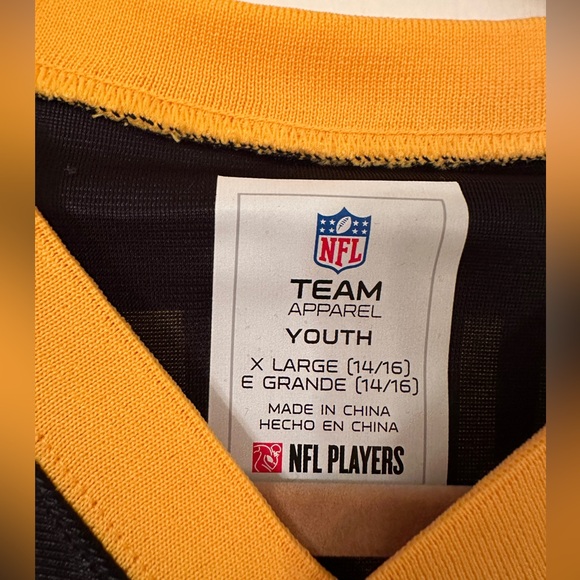 NFL
TEAM
APPAREL
YOUTH
X LARGE (14/16)
E GRANDE (14/16)
MADE IN CHINA
HECHO EN CHINA
NFL PLAYERS